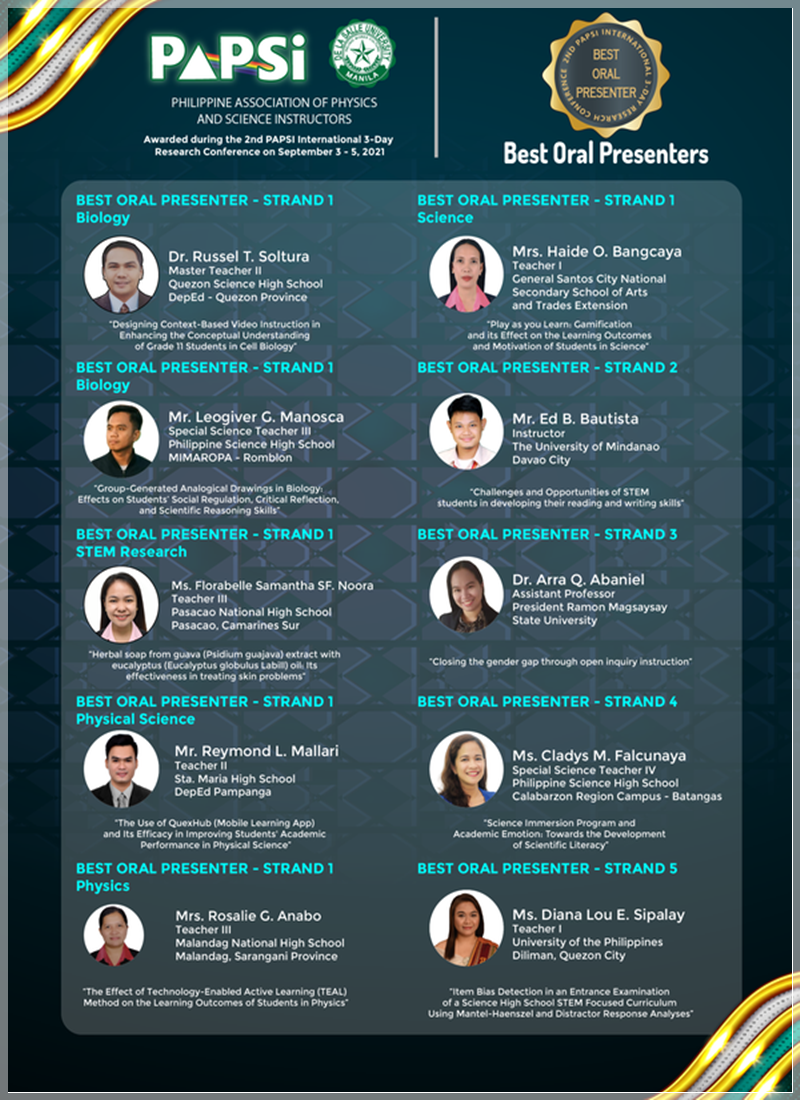 PAPSi
DE LA SALLE UNIVERSITY
MANILA
PHILIPPINE ASSOCIATION OF PHYSICS
AND SCIENCE INSTRUCTORS
Awarded during the 2nd PAPSI International 3-Day
Research Conference on September 3 - 5, 2021
2ND PAPSI INTERNATIONAL 3-DAY RESEARCH CONFERENCE
BEST
ORAL
PRESENTER
Best Oral Presenters
BEST ORAL PRESENTER - STRAND 1
Biology
Dr. Russel T. Soltura
Master Teacher II
Quezon Science High School
DepEd - Quezon Province
"Designing Context-Based Video Instruction in
Enhancing the Conceptual Understanding
of Grade 11 Students in Cell Biology"
BEST ORAL PRESENTER - STRAND 1
Biology
Mr. Leogiver G. Manosca
Special Science Teacher III
Philippine Science High School
MIMAROPA - Romblon
"Group-Generated Analogical Drawings in Biology:
Effects on Students' Social Regulation, Critical Reflection,
and Scientific Reasoning Skills"
BEST ORAL PRESENTER - STRAND 1
STEM Research
Ms. Florabelle Samantha SF. Noora
Teacher III
Pasacao National High School
Pasacao, Camarines Sur
"Herbal soap from guava (Psidium guajava) extract with
eucalyptus (Eucalyptus globulus Labill) oil: Its
effectiveness in treating skin problems"
BEST ORAL PRESENTER - STRAND 1
Physical Science
Mr. Reymond L. Mallari
Teacher II
Sta. Maria High School
DepEd Pampanga
"The Use of QuexHub (Mobile Learning App)
and Its Efficacy in Improving Students' Academic
Performance in Physical Science"
BEST ORAL PRESENTER - STRAND 1
Physics
Mrs. Rosalie G. Anabo
Teacher III
Malandag National High School
Malandag, Sarangani Province
"The Effect of Technology-Enabled Active Learning (TEAL)
Method on the Learning Outcomes of Students in Physics"
BEST ORAL PRESENTER - STRAND 1
Science
Mrs. Haide O. Bangcaya
Teacher I
General Santos City National
Secondary School of Arts
and Trades Extension
"Play as you Learn: Gamification
and its Effect on the Learning Outcomes
and Motivation of Students in Science"
BEST ORAL PRESENTER - STRAND 2
Mr. Ed B. Bautista
Instructor
The University of Mindanao
Davao City
"Challenges and Opportunities of STEM
students in developing their reading and writing skills"
BEST ORAL PRESENTER - STRAND 3
Dr. Arra Q. Abaniel
Assistant Professor
President Ramon Magsaysay
State University
"Closing the gender gap through open inquiry instruction"
BEST ORAL PRESENTER - STRAND 4
Ms. Cladys M. Falcunaya
Special Science Teacher IV
Philippine Science High School
Calabarzon Region Campus - Batangas
"Science Immersion Program and
Academic Emotion: Towards the Development
of Scientific Literacy"
BEST ORAL PRESENTER - STRAND 5
Ms. Diana Lou E. Sipalay
Teacher I
University of the Philippines
Diliman, Quezon City
"Item Bias Detection in an Entrance Examination
of a Science High School STEM Focused Curriculum
Using Mantel-Haenszel and Distractor Response Analyses"